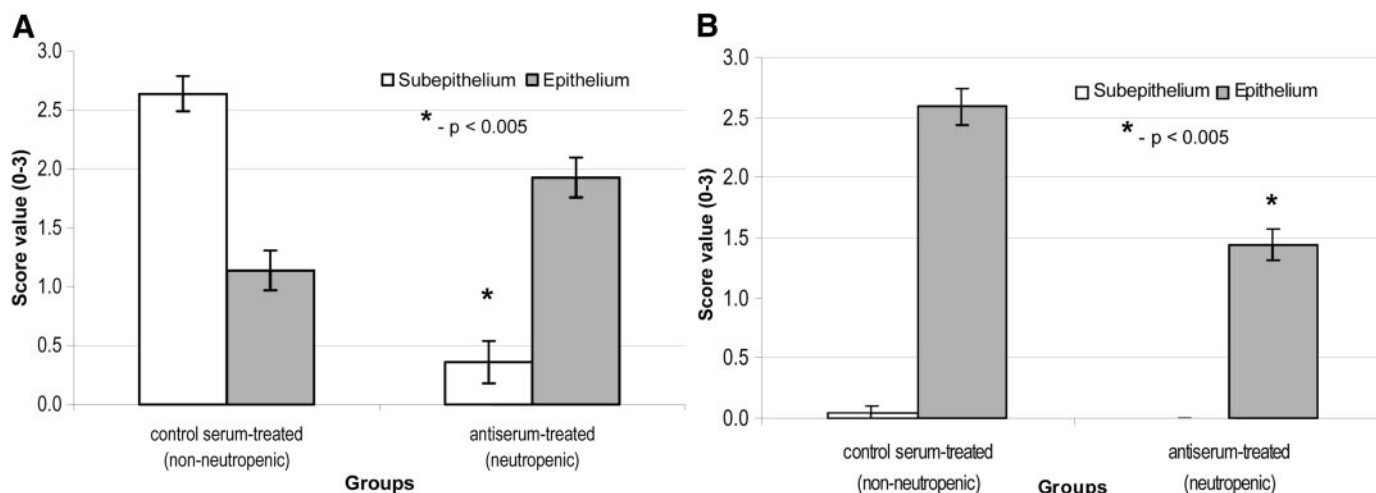 A
Score value (0-3)
3.0
2.5
2.0
1.5
1.0
0.5
0.0
Subepithelium Epithelium
* - p < 0.005
*
control serum-treated
(non-neutropenic)
antiserum-treated
(neutropenic)
Groups
B
Score value (0-3)
3.0
2.5
2.0
1.5
1.0
0.5
0.0
Subepithelium Epithelium
* - p < 0.005
*
control serum-treated
(non-neutropenic)
antiserum-treated
(neutropenic)
Groups